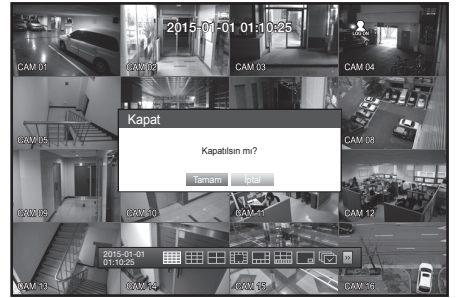 2015-01-01 01:10:25
LOG ON
CAM 01
CAM 02
CAM 03
CAM 04
CAM 05
CAM 08
Kapat
Kapatılsın mı?
Tamam
İptal
CAM 09
CAM 10
CAM 11
CAM 12
2015-01-01
01:10:25
CAM 13
CAM 14
CAM 15
CAM 16